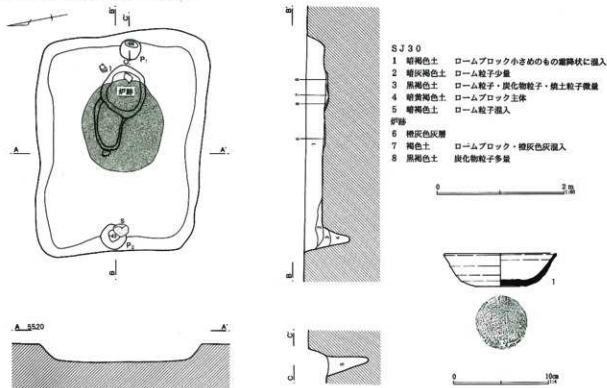 SJ30
1 暗褐色土 ロームブロック小さめのもの霜降状に混入
2 暗灰褐色土 ローム粒子少量
3 黒褐色土 ローム粒子・炭化物粒子・焼土粒子微量
4 暗黄褐色土 ロームブロック主体
5 暗褐色土 ローム粒子混入
炉跡
6 橙灰色灰層
7 褐色土 ロームブロック・橙灰色灰混入
8 黒褐色土 炭化物粒子多量
B'
C'
P1
1
炉跡
A A'
S
P2
B
B'
B
0 2m
1
A 5520 A'
C'
C
0 10cm
1:4